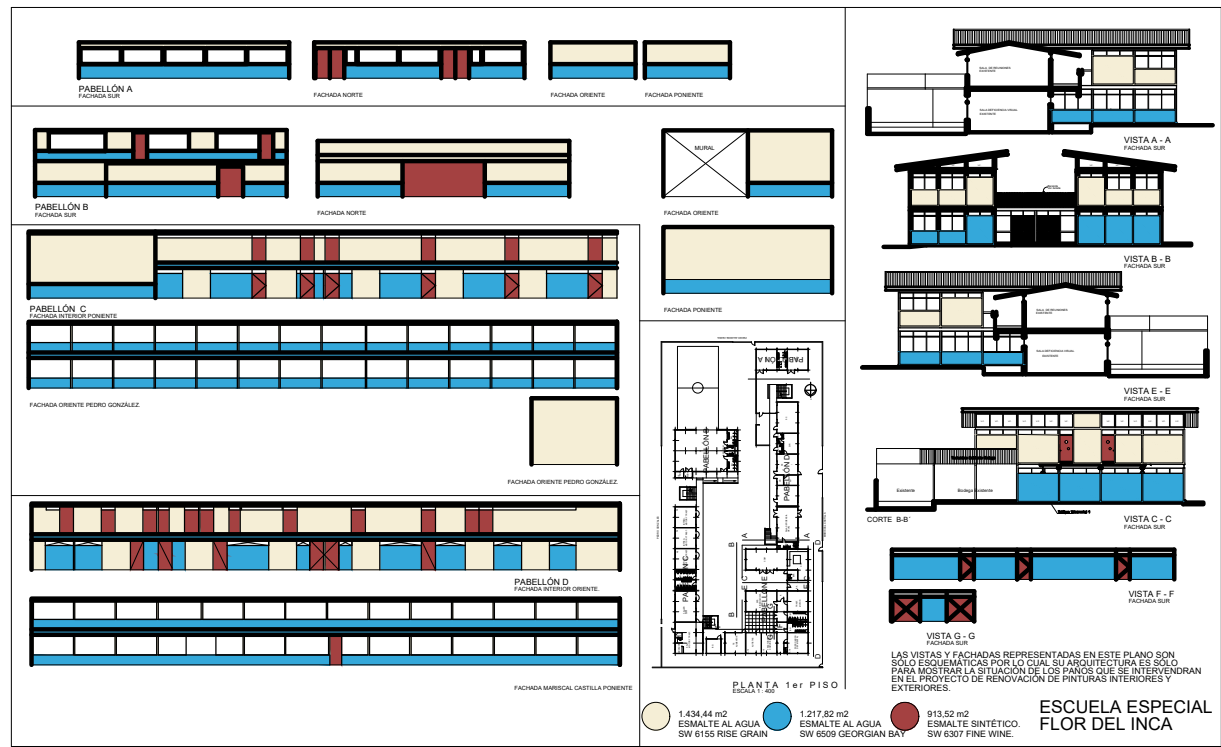 PABELLÓN A
FACHADA SUR
FACHADA NORTE
FACHADA ORIENTE
FACHADA PONIENTE
PABELLÓN B
FACHADA SUR
FACHADA NORTE
MURAL
FACHADA ORIENTE
FACHADA PONIENTE
PABELLÓN C
FACHADA INTERIOR PONIENTE
FACHADA ORIENTE PEDRO GONZÁLEZ.
FACHADA ORIENTE PEDRO GONZÁLEZ.
PABELLÓN D
FACHADA INTERIOR ORIENTE.
FACHADA MARISCAL CASTILLA PONIENTE
PABELLÓN A
PABELLÓN B
PABELLÓN D
PABELLÓN E
A
A
B
B
C
C
E
E
D
D
PLANTA 1er PISO
ESCALA 1 : 400
1.434,44 m2
ESMALTE AL AGUA
SW 6155 RISE GRAIN
1.217,82 m2
ESMALTE AL AGUA
SW 6509 GEORGIAN BAY
913,52 m2
ESMALTE SINTÉTICO.
SW 6307 FINE WINE.
VISTA A - A
FACHADA SUR
VISTA B - B
FACHADA SUR
VISTA E - E
FACHADA SUR
Existente
Bodega Existente
CORTE B-B´
VISTA C - C
FACHADA SUR
VISTA F - F
FACHADA SUR
VISTA G - G
FACHADA SUR
LAS VISTAS Y FACHADAS REPRESENTADAS EN ESTE PLANO SON
SÓLO ESQUEMÁTICAS POR LO CUAL SU ARQUITECTURA ES SÓLO
PARA MOSTRAR LA SITUACIÓN DE LOS PAÑOS QUE SE INTERVENDRAN
EN EL PROYECTO DE RENOVACIÓN DE PINTURAS INTERIORES Y
EXTERIORES.
ESCUELA ESPECIAL
FLOR DEL INCA